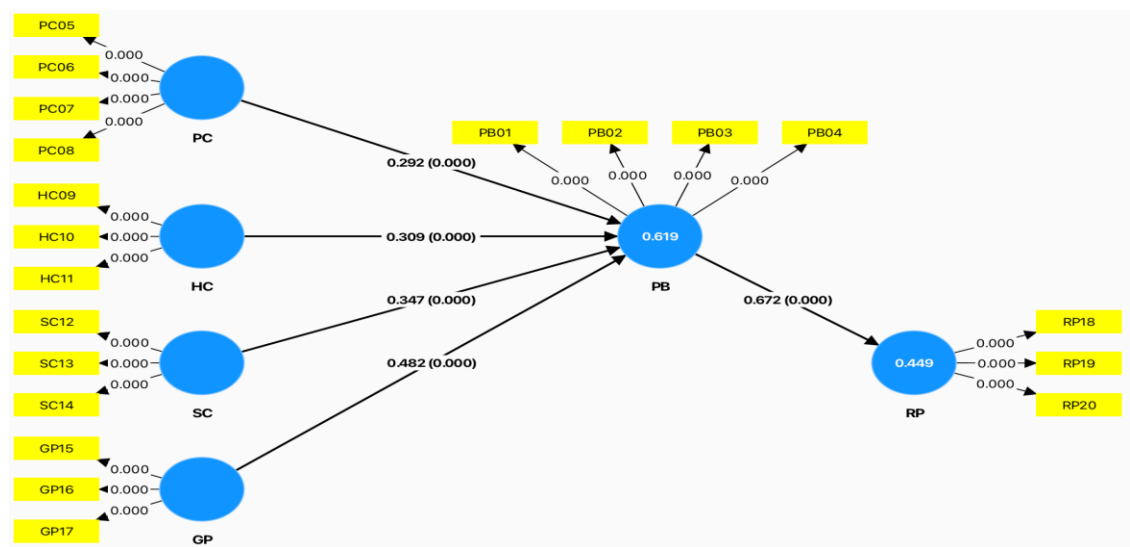 PC05
0.000
PC06
0.000
PC07
0.000
PC08
0.000
PC
0.292 (0.000)
HC09
0.000
HC10
0.000
HC11
0.000
HC
0.309 (0.000)
SC12
0.000
SC13
0.000
SC14
0.000
SC
0.347 (0.000)
GP15
0.000
GP16
0.000
GP17
0.000
GP
0.482 (0.000)
PB01
PB02
PB03
PB04
0.000
0.000
0.000
0.000
0.619
PB
0.672 (0.000)
0.449
RP
RP18
0.000
RP19
0.000
RP20
0.000